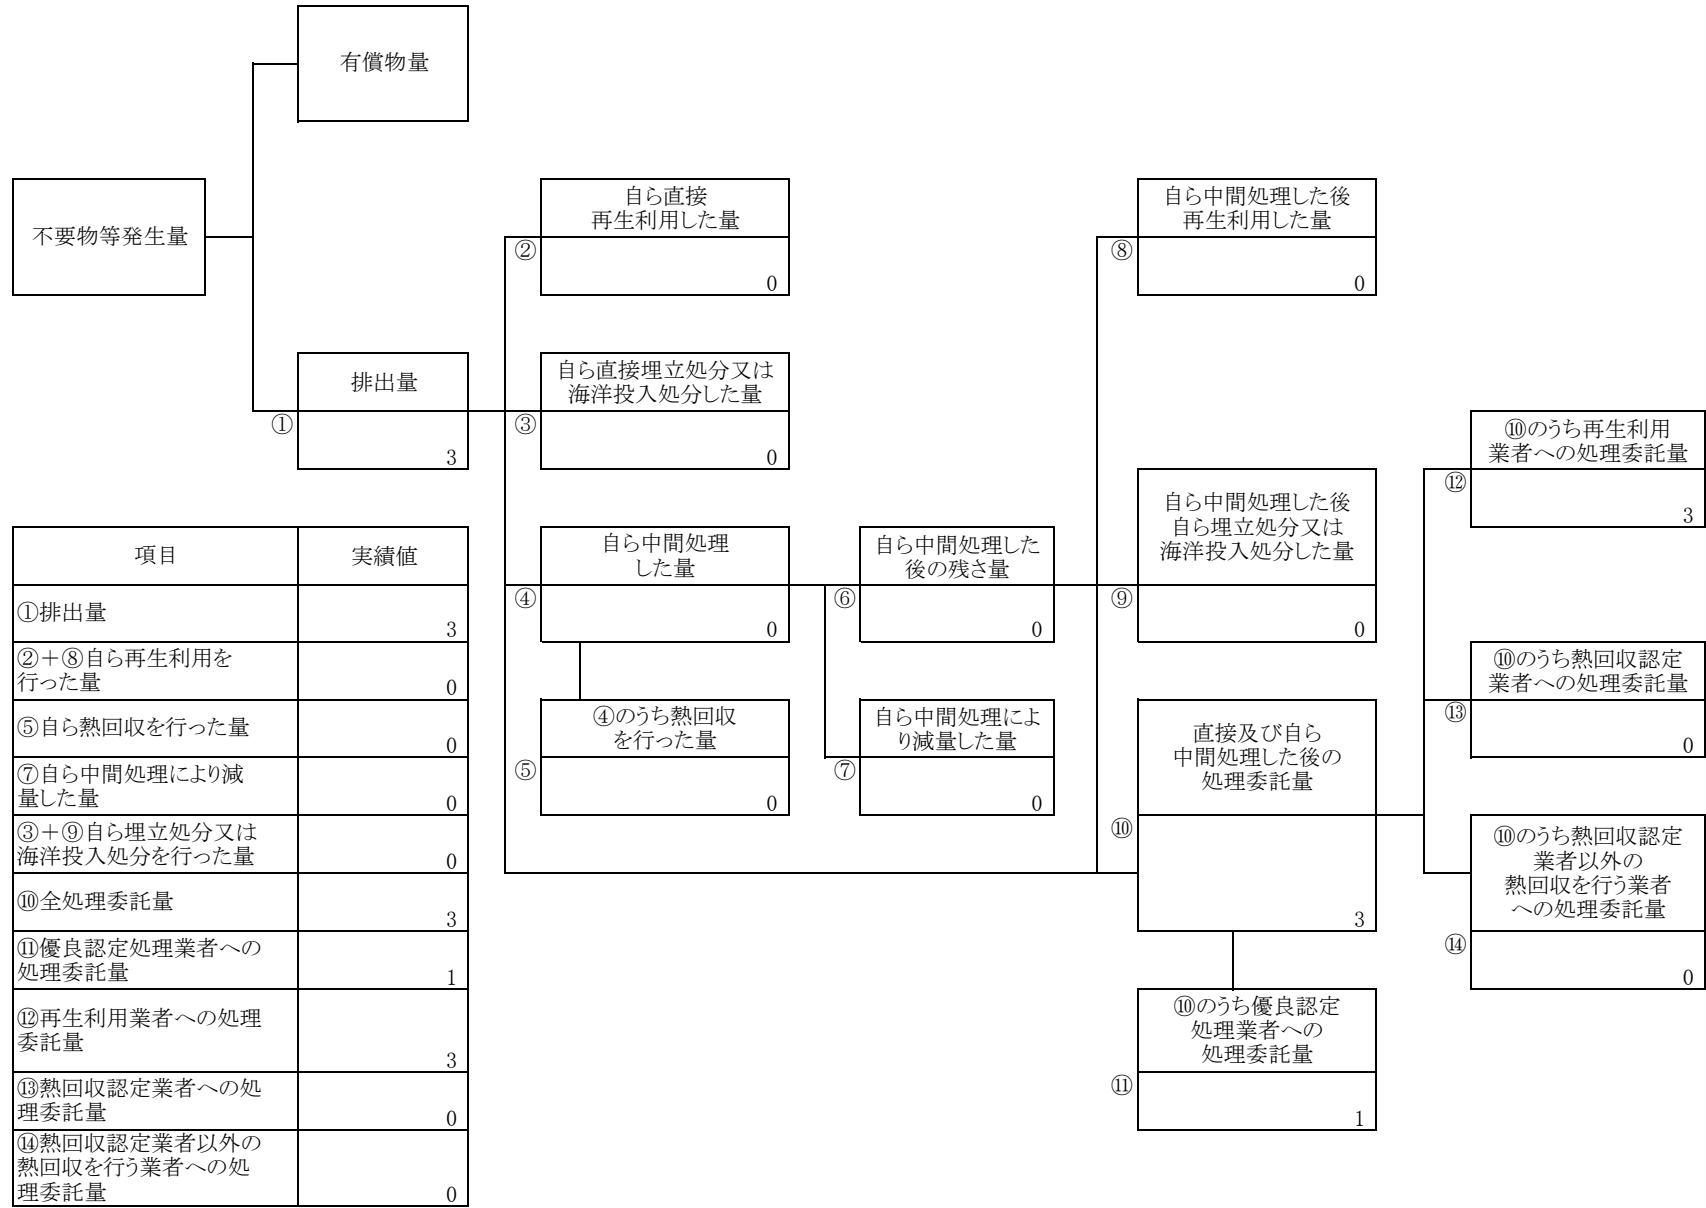 有償物量
不要物等発生量
自ら直接
再生利用した量
②
0
自ら中間処理した後
再生利用した量
⑧
0
排出量
①
3
自ら直接埋立処分又は
海洋投入処分した量
③
0
⑩のうち再生利用
業者への処理委託量
⑫
3
自ら中間処理
した量
④
0
自ら中間処理した
後の残さ量
⑥
0
自ら中間処理した後
自ら埋立処分又は
海洋投入処分した量
⑨
0
⑩のうち熱回収認定
業者への処理委託量
⑬
0
④のうち熱回収
を行った量
⑤
0
自ら中間処理によ
り減量した量
⑦
0
直接及び自ら
中間処理した後の
処理委託量
⑩
3
⑩のうち熱回収認定
業者以外の
熱回収を行う業者
への処理委託量
⑭
0
⑩のうち優良認定
処理業者への
処理委託量
⑪
1
項目 実績値
①排出量
3
②＋⑧自ら再生利用を
行った量
0
⑤自ら熱回収を行った量
0
⑦自ら中間処理により減
量した量
0
③＋⑨自ら埋立処分又は
海洋投入処分を行った量
0
⑩全処理委託量
3
⑪優良認定処理業者への
処理委託量
1
⑫再生利用業者への処理
委託量
3
⑬熱回収認定業者への処
理委託量
0
⑭熱回収認定業者以外の
熱回収を行う業者への処
理委託量
0